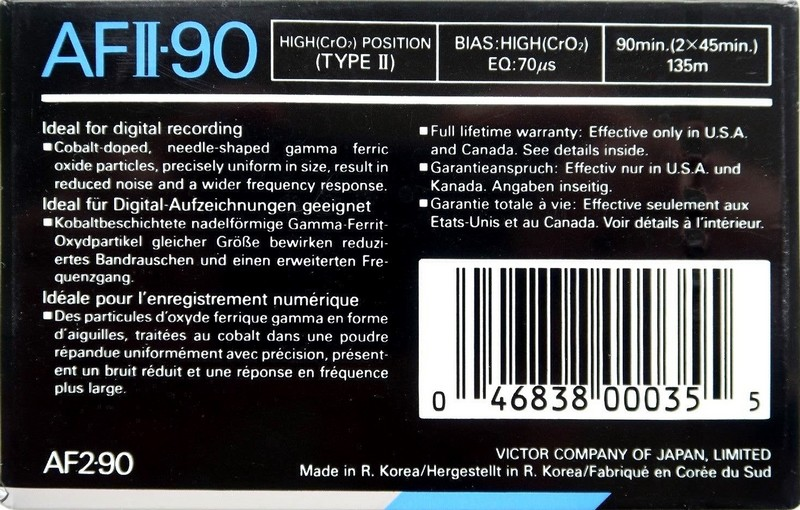 AFII-90
HIGH(CrO₂) POSITION
(TYPE II)
BIAS:HIGH(CrO₂)
EQ:70µs
90min.(2×45min.)
135m
Ideal for digital recording
■Cobalt-doped, needle-shaped gamma ferric
oxide particles, precisely uniform in size, result in
reduced noise and a wider frequency response.
Ideal für Digital-Aufzeichnungen geeignet
■Kobaltbeschichtete nadelförmige Gamma-Ferrit-
Oxydpartikel gleicher Größe bewirken reduzi-
ertes Bandrauschen und einen erweiterten Fre-
quenzgang.
Idéale pour l'enregistrement numérique
■Des particules d'oxyde ferrique gamma en forme
d'aiguilles, traitées au cobalt dans une poudre
répandue uniformément avec précision, présent-
ent un bruit réduit et une réponse en fréquence
plus large.
■Full lifetime warranty: Effective only in U.S.A.
and Canada. See details inside.
■Garantieanspruch: Effectiv nur in U.S.A. und
Kanada. Angaben inseitig.
■Garantie totale à vie: Effective seulement aux
Etats-Unis et au Canada. Voir détails à l'intérieur.
0 46838 00035 5
AF2-90
VICTOR COMPANY OF JAPAN, LIMITED
Made in R. Korea/Hergestellt in R. Korea/Fabriqué en Corée du Sud